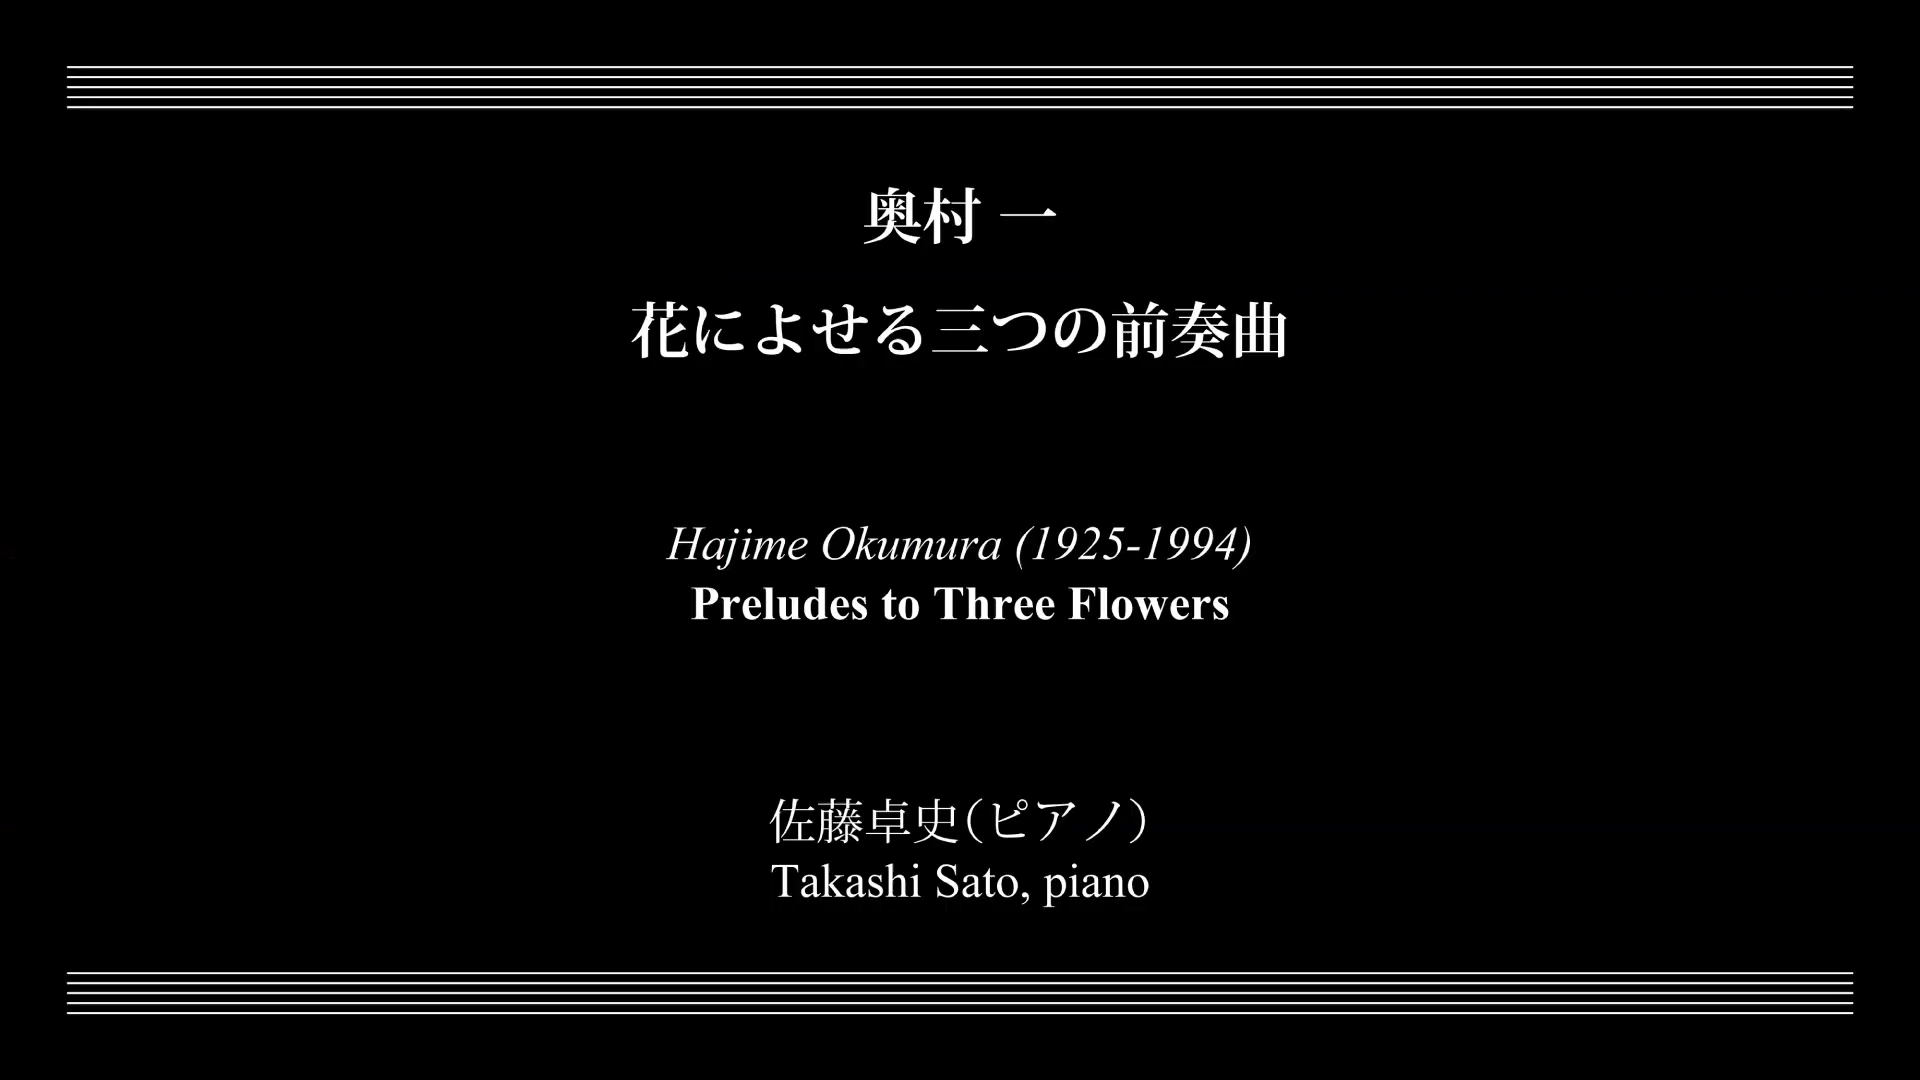 奥村 一
花によせる三つの前奏曲
Hajime Okumura (1925-1994)
Preludes to Three Flowers
佐藤卓史(ピアノ)
Takashi Sato, piano